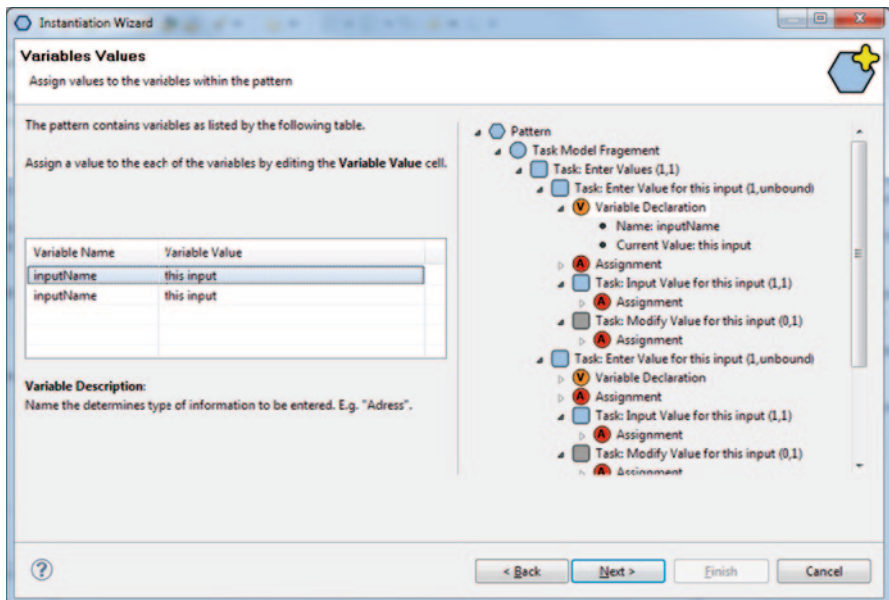 Instantiation Wizard
Variables Values
Assign values to the variables within the pattern
The pattern contains variables as listed by the following table.
Assign a value to the each of the variables by editing the Variable Value cell.
Variable Name Variable Value
inputName this input
inputName this input
Variable Description:
Name the determines type of information to be entered. E.g. "Adress".
Pattern
Task Model Fragement
Task: Enter Values (1,1)
Task: Enter Value for this input (1,unbound)
V Variable Declaration
Name: inputName
Current Value: this input
A Assignment
Task: Input Value for this input (1,1)
A Assignment
Task: Modify Value for this input (0,1)
A Assignment
Task: Enter Value for this input (1,unbound)
V Variable Declaration
A Assignment
Task: Input Value for this input (1,1)
A Assignment
Task: Modify Value for this input (0,1)
A Assignment
? < Back Next > Finish Cancel